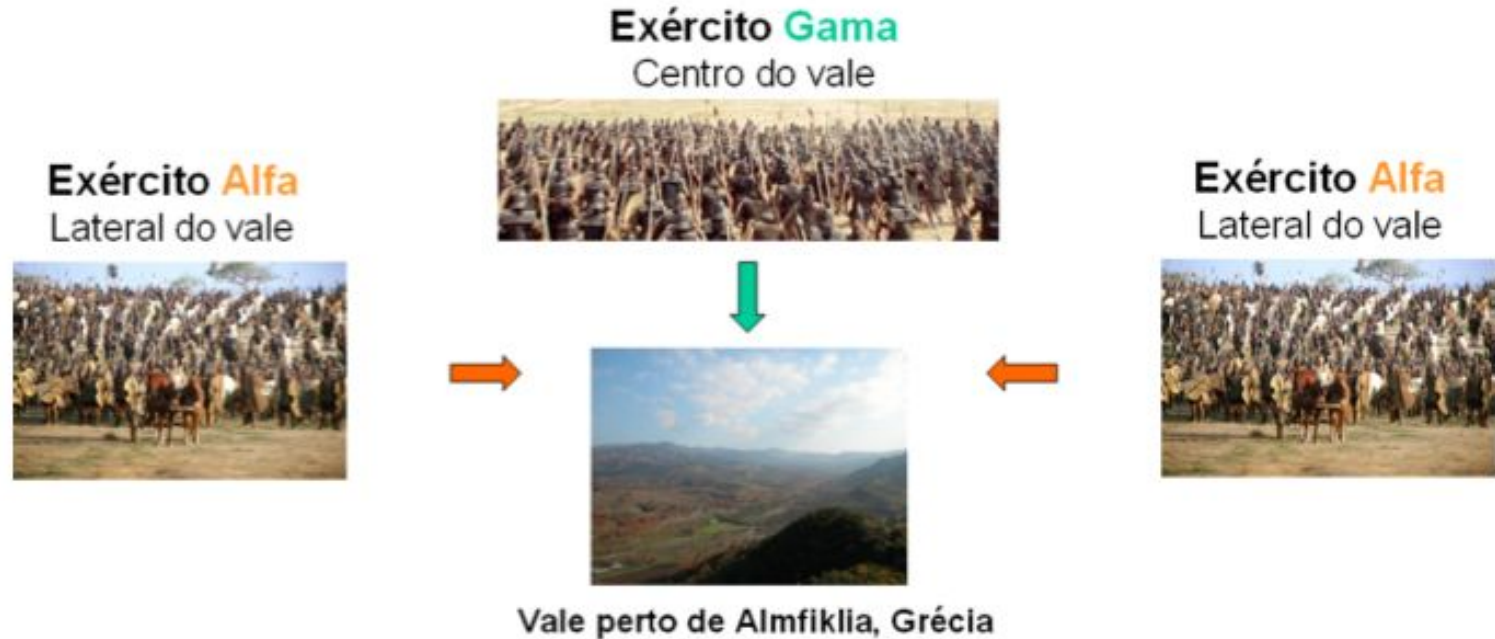 Exército Gama
Centro do vale
Exército Alfa
Lateral do vale
Exército Alfa
Lateral do vale
Vale perto de Almfiklia, Grécia